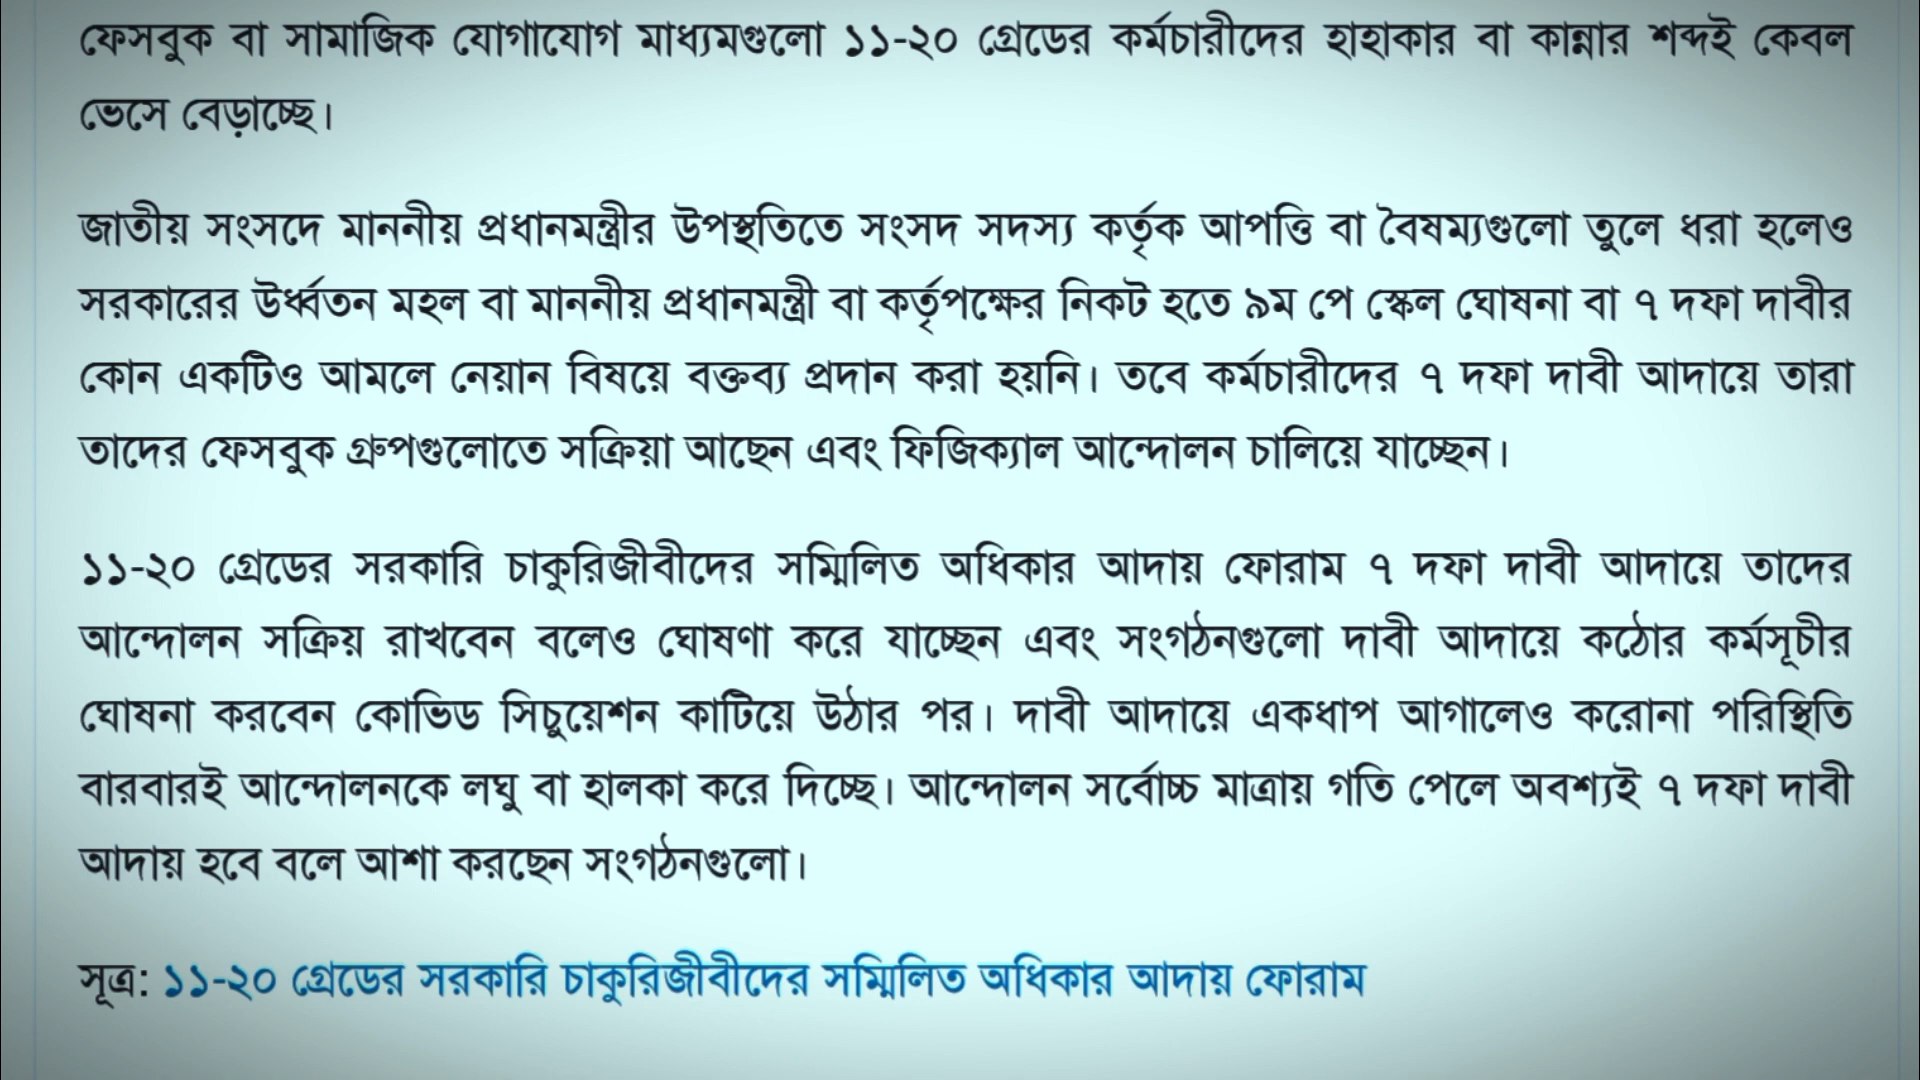 ফেসবুক বা সামাজিক যোগাযোগ মাধ্যমগুলো ১১-২০ গ্রেডের কর্মচারীদের হাহাকার বা কান্নার শব্দই কেবল
ভেসে বেড়াচ্ছে।
জাতীয় সংসদে মাননীয় প্রধানমন্ত্রীর উপস্থতিতে সংসদ সদস্য কর্তৃক আপত্তি বা বৈষম্যগুলো তুলে ধরা হলেও
সরকারের উর্ধ্বতন মহল বা মাননীয় প্রধানমন্ত্রী বা কর্তৃপক্ষের নিকট হতে ৯ম পে স্কেল ঘোষনা বা ৭ দফা দাবীর
কোন একটিও আমলে নেয়ান বিষয়ে বক্তব্য প্রদান করা হয়নি। তবে কর্মচারীদের ৭ দফা দাবী আদায়ে তারা
তাদের ফেসবুক গ্রুপগুলোতে সক্রিয়া আছেন এবং ফিজিক্যাল আন্দোলন চালিয়ে যাচ্ছেন।
১১-২০ গ্রেডের সরকারি চাকুরিজীবীদের সম্মিলিত অধিকার আদায় ফোরাম ৭ দফা দাবী আদায়ে তাদের
আন্দোলন সক্রিয় রাখবেন বলেও ঘোষণা করে যাচ্ছেন এবং সংগঠনগুলো দাবী আদায়ে কঠোর কর্মসূচীর
ঘোষনা করবেন কোভিড সিচুয়েশন কাটিয়ে উঠার পর। দাবী আদায়ে একধাপ আগালেও করোনা পরিস্থিতি
বারবারই আন্দোলনকে লঘু বা হালকা করে দিচ্ছে। আন্দোলন সর্বোচ্চ মাত্রায় গতি পেলে অবশ্যই ৭ দফা দাবী
আদায় হবে বলে আশা করছেন সংগঠনগুলো।
সূত্র: ১১-২০ গ্রেডের সরকারি চাকুরিজীবীদের সম্মিলিত অধিকার আদায় ফোরাম